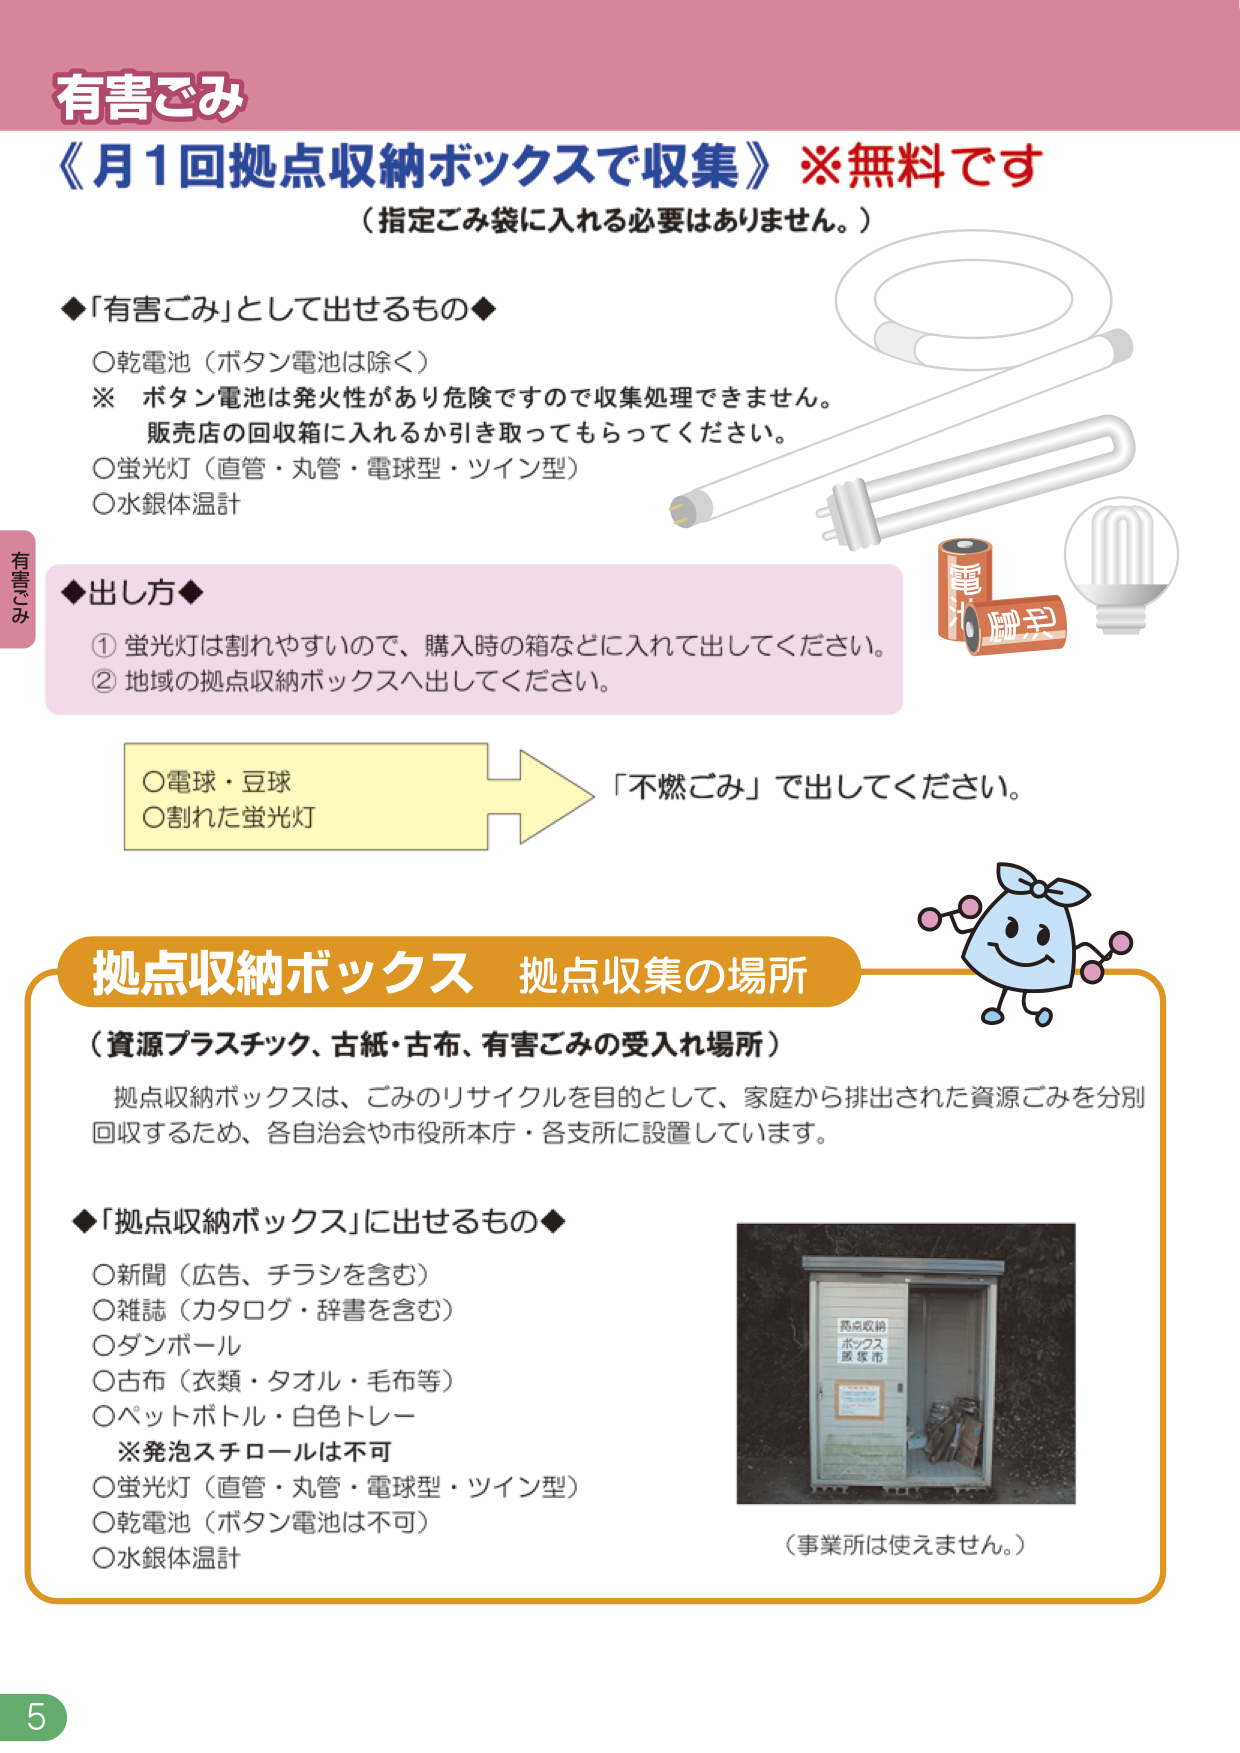 有害ごみ
《月1回拠点収納ボックスで収集》※無料です
（指定ごみ袋に入れる必要はありません。）
◆「有害ごみ」として出せるもの◆
○乾電池（ボタン電池は除く）
※　ボタン電池は発火性があり危険ですので収集処理できません。
販売店の回収箱に入れるか引き取ってもらってください。
○蛍光灯（直管・丸管・電球型・ツイン型）
○水銀体温計
電池
電池
有害ごみ
◆出し方◆
① 蛍光灯は割れやすいので、購入時の箱などに入れて出してください。
② 地域の拠点収納ボックスへ出してください。
○電球・豆球
○割れた蛍光灯
「不燃ごみ」で出してください。
拠点収納ボックス　拠点収集の場所
（資源プラスチック、古紙・古布、有害ごみの受入れ場所）
拠点収納ボックスは、ごみのリサイクルを目的として、家庭から排出された資源ごみを分別
回収するため、各自治会や市役所本庁・各支所に設置しています。
◆「拠点収納ボックス」に出せるもの◆
○新聞（広告、チラシを含む）
○雑誌（カタログ・辞書を含む）
○ダンボール
○古布（衣類・タオル・毛布等）
○ペットボトル・白色トレー
※発泡スチロールは不可
○蛍光灯（直管・丸管・電球型・ツイン型）
○乾電池（ボタン電池は不可）
○水銀体温計
拠点収納
ボックス
飯塚市
（事業所は使えません。）
5